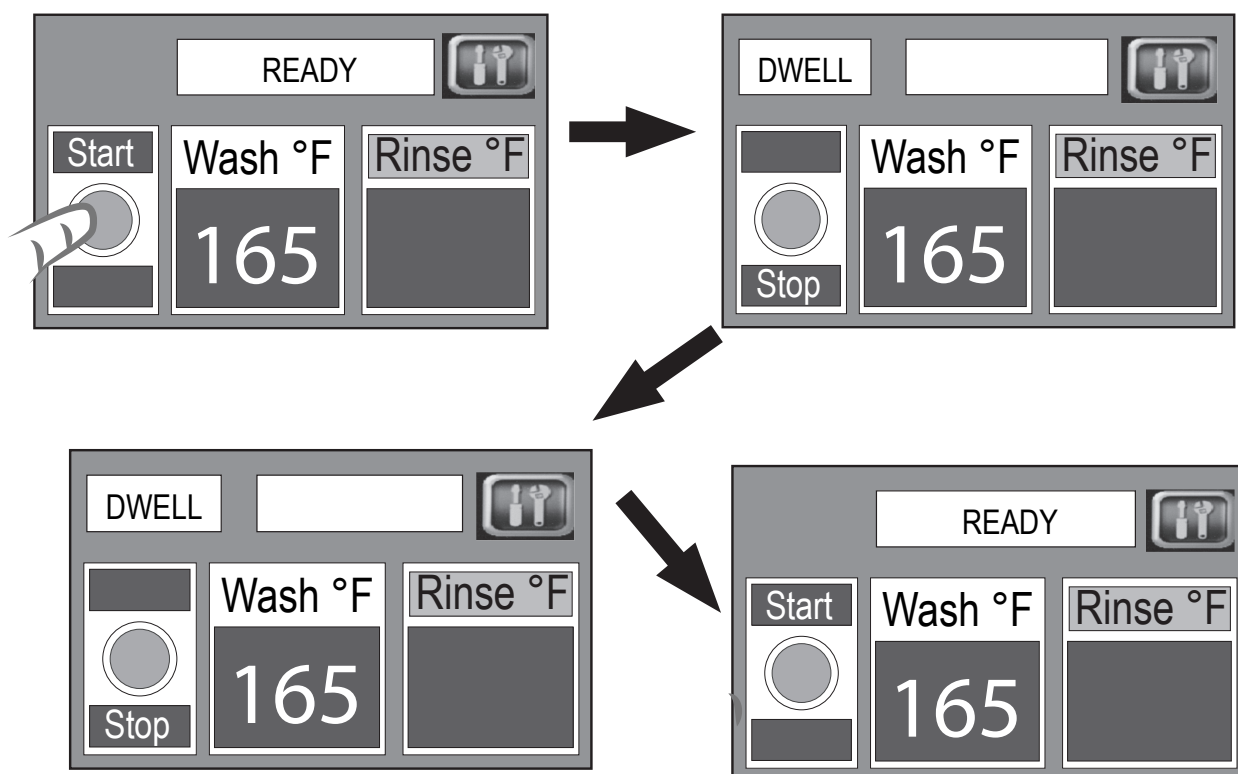 READY
Start
Wash °F
Rinse °F
165
DWELL
Wash °F
Rinse °F
165
Stop
DWELL
Wash °F
Rinse °F
165
Stop
READY
Start
Wash °F
Rinse °F
165